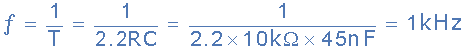 f = 1/T = 1/2.2RC = 1/2.2×10kΩ×45nF = 1kHz